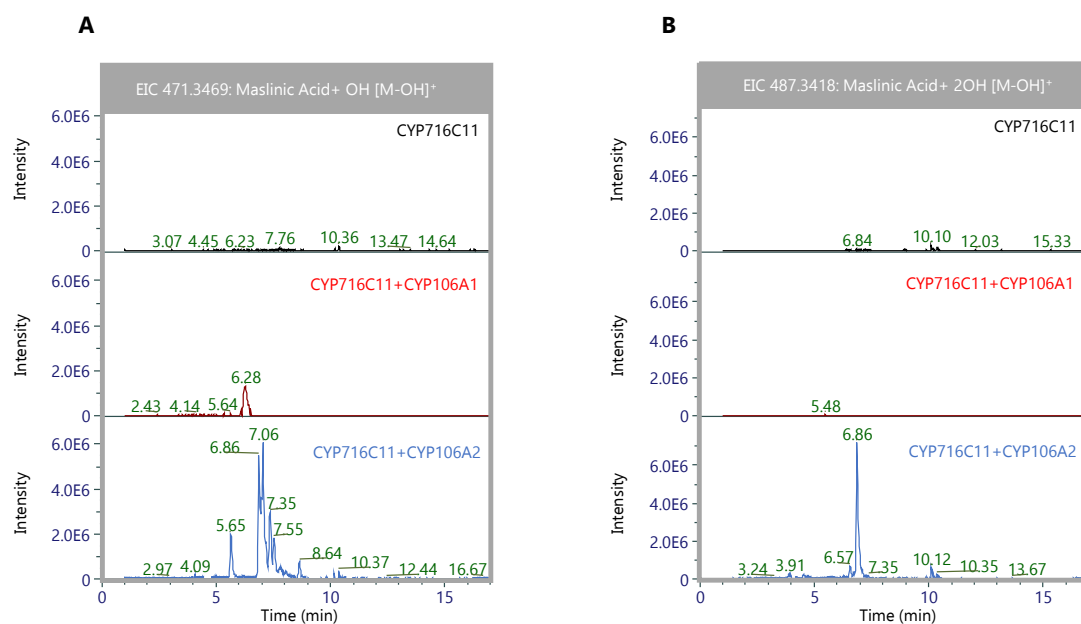 A
EIC 471.3469: Maslinic Acid+ OH [M-OH]⁺
Intensity
6.0E6
4.0E6
2.0E6
0
CYP716C11
3.07 4.45 6.23 7.76 10.36 13.47 14.64
Intensity
6.0E6
4.0E6
2.0E6
0
CYP716C11+CYP106A1
2.43 4.14 5.64 6.28
Intensity
6.0E6
4.0E6
2.0E6
0
CYP716C11+CYP106A2
2.97 4.09 5.65 6.86 7.06 7.35 7.55 8.64 10.37 12.44 16.67
0 5 10 15
Time (min)
B
EIC 487.3418: Maslinic Acid+ 2OH [M-OH]⁺
Intensity
6.0E6
4.0E6
2.0E6
0
CYP716C11
6.84 10.10 12.03 15.33
Intensity
6.0E6
4.0E6
2.0E6
0
CYP716C11+CYP106A1
5.48
Intensity
6.0E6
4.0E6
2.0E6
0
CYP716C11+CYP106A2
3.24 3.91 6.57 6.86 7.35 10.12 10.35 13.67
0 5 10 15
Time (min)